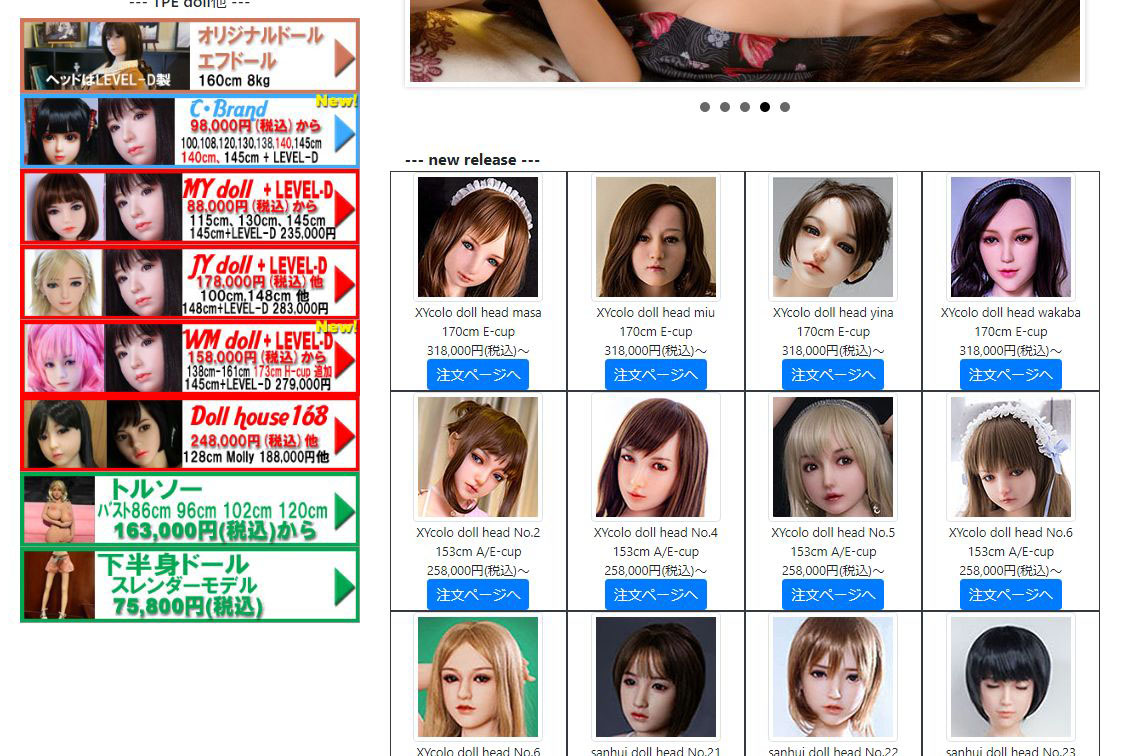 --- TPE doll他 ---
オリジナルドール
エフドール
ヘッドはLEVEL-D製
160cm 8kg
New!
C・Brand
98,000円(税込)から
100,108,120,130,138,140,145cm
140cm、145cm + LEVEL-D
MY doll + LEVEL-D
88,000円(税込)から
115cm、130cm、145cm
145cm+LEVEL-D 235,000円
JY doll + LEVEL-D
178,000円(税込)他
100cm,148cm 他
148cm+LEVEL-D 283,000円
New!
WM doll + LEVEL-D
158,000円(税込)から
138cm-161cm 173cm H-cup 追加
145cm+LEVEL-D 279,000円
Doll house 168
248,000円(税込)他
128cm Molly 188,000円他
トルソー
バスト86cm 96cm 102cm 120cm
163,000円(税込)から
下半身ドール
スレンダーモデル
75,800円(税込)
--- new release ---
XYcolo doll head masa
170cm E-cup
318,000円(税込)～
注文ページへ
XYcolo doll head miu
170cm E-cup
318,000円(税込)～
注文ページへ
XYcolo doll head yina
170cm E-cup
318,000円(税込)～
注文ページへ
XYcolo doll head wakaba
170cm E-cup
318,000円(税込)～
注文ページへ
XYcolo doll head No.2
153cm A/E-cup
258,000円(税込)～
注文ページへ
XYcolo doll head No.4
153cm A/E-cup
258,000円(税込)～
注文ページへ
XYcolo doll head No.5
153cm A/E-cup
258,000円(税込)～
注文ページへ
XYcolo doll head No.6
153cm A/E-cup
258,000円(税込)～
注文ページへ
XYcolo doll head No.6
sanhui doll head No.21
sanhui doll head No.22
sanhui doll head No.23